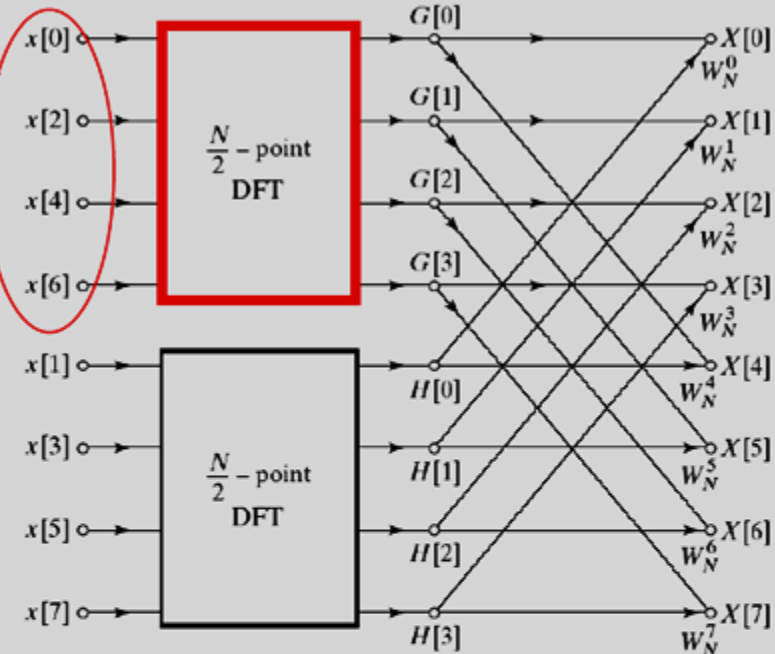 G[0]
x[0] X[0]
W_N^0
G[1]
x[2] X[1]
W_N^1
N/2 – point
DFT
G[2]
x[4] X[2]
W_N^2
G[3]
x[6] X[3]
W_N^3
x[1] X[4]
H[0] W_N^4
x[3] X[5]
H[1] W_N^5
N/2 – point
DFT
x[5] X[6]
H[2] W_N^6
x[7] X[7]
H[3] W_N^7